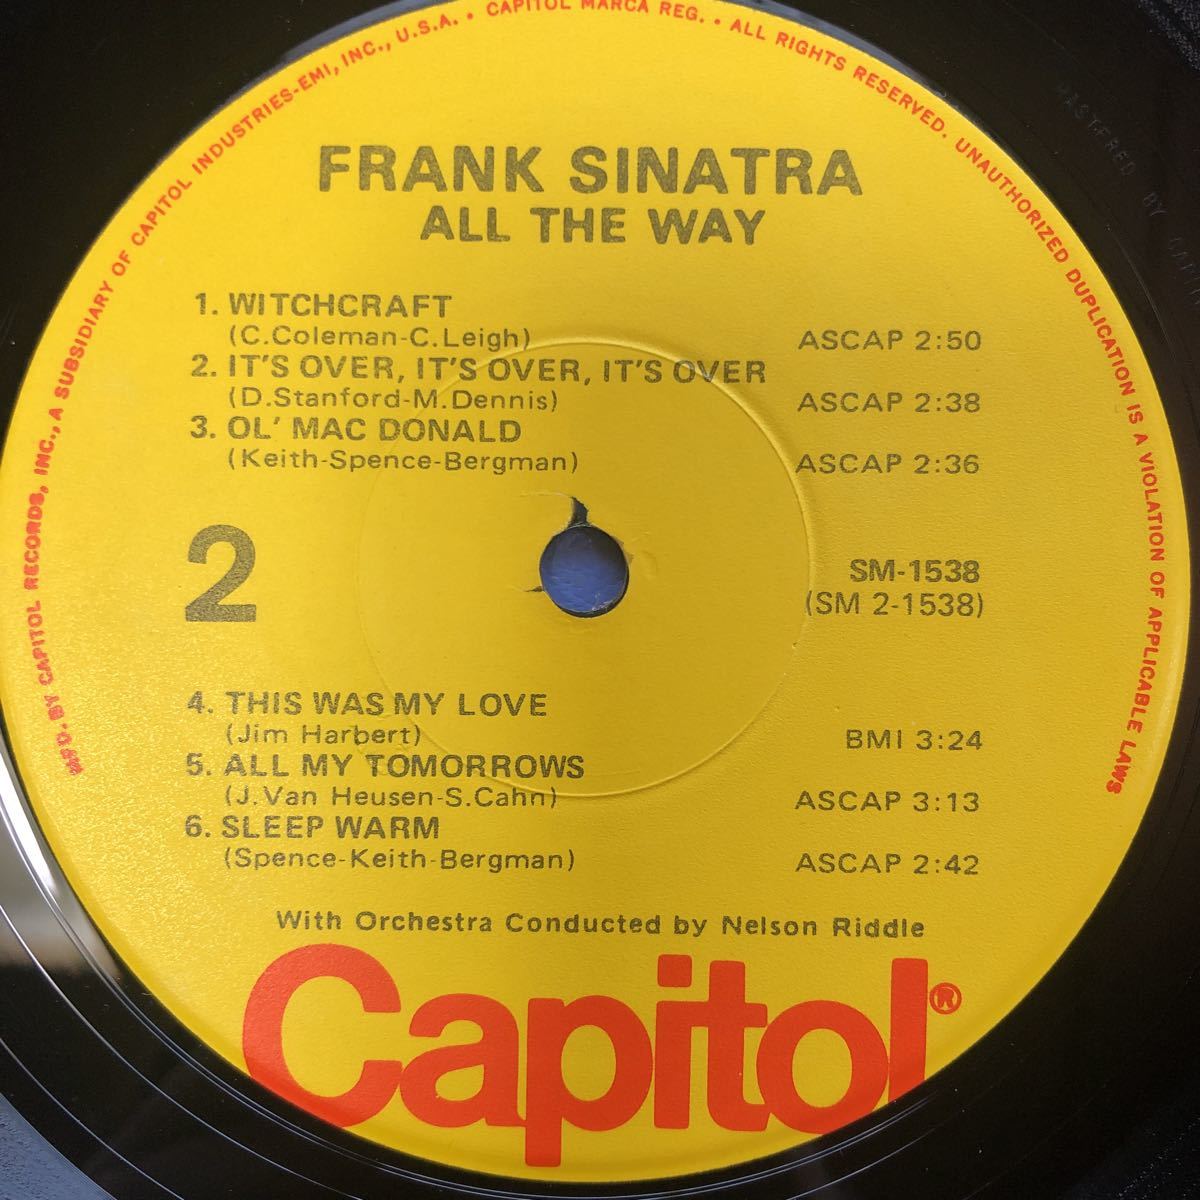 MFD. BY CAPITOL RECORDS, INC., A SUBSIDIARY OF CAPITOL INDUSTRIES-EMI, INC., U.S.A. • CAPITOL MARCA REG. • ALL RIGHTS RESERVED. UNAUTHORIZED DUPLICATION IS A VIOLATION OF APPLICABLE LAWS
FRANK SINATRA
ALL THE WAY
1. WITCHCRAFT
(C.Coleman-C.Leigh) ASCAP 2:50
2. IT'S OVER, IT'S OVER, IT'S OVER
(D.Stanford-M.Dennis) ASCAP 2:38
3. OL' MAC DONALD
(Keith-Spence-Bergman) ASCAP 2:36
2
SM-1538
(SM 2-1538)
4. THIS WAS MY LOVE
(Jim Harbert) BMI 3:24
5. ALL MY TOMORROWS
(J.Van Heusen-S.Cahn) ASCAP 3:13
6. SLEEP WARM
(Spence-Keith-Bergman) ASCAP 2:42
With Orchestra Conducted by Nelson Riddle
Capitol®
MASTERED BY